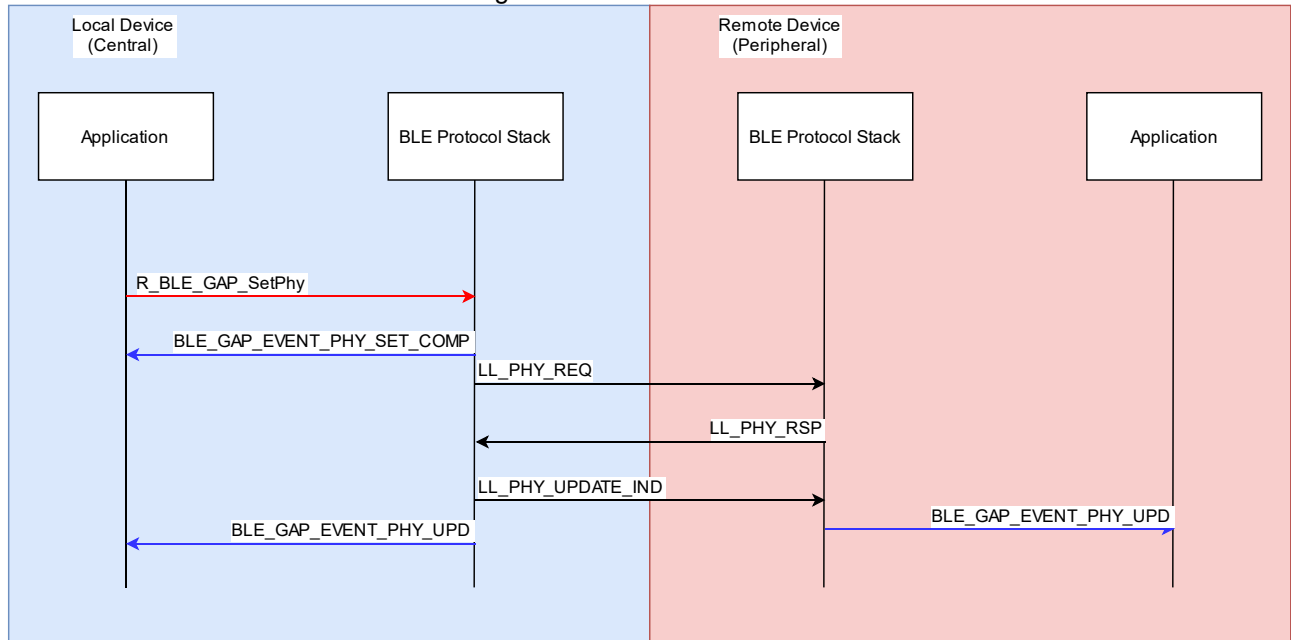 Local Device
(Central)
Remote Device
(Peripheral)
Application
BLE Protocol Stack
BLE Protocol Stack
Application
R_BLE_GAP_SetPhy
BLE_GAP_EVENT_PHY_SET_COMP
LL_PHY_REQ
LL_PHY_RSP
LL_PHY_UPDATE_IND
BLE_GAP_EVENT_PHY_UPD
BLE_GAP_EVENT_PHY_UPD